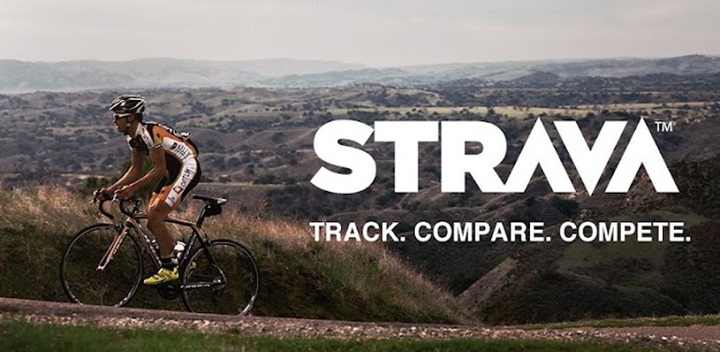 STRAVA™
TRACK. COMPARE. COMPETE.